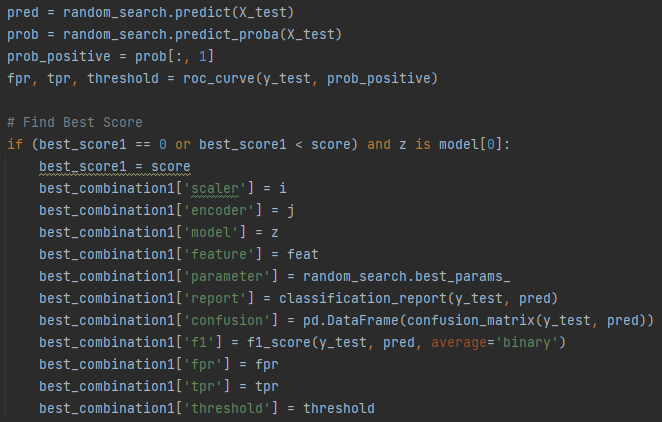 pred = random_search.predict(X_test)
prob = random_search.predict_proba(X_test)
prob_positive = prob[:, 1]
fpr, tpr, threshold = roc_curve(y_test, prob_positive)

# Find Best Score
if (best_score1 == 0 or best_score1 < score) and z is model[0]:
    best_score1 = score
    best_combination1['scaler'] = i
    best_combination1['encoder'] = j
    best_combination1['model'] = z
    best_combination1['feature'] = feat
    best_combination1['parameter'] = random_search.best_params_
    best_combination1['report'] = classification_report(y_test, pred)
    best_combination1['confusion'] = pd.DataFrame(confusion_matrix(y_test, pred))
    best_combination1['f1'] = f1_score(y_test, pred, average='binary')
    best_combination1['fpr'] = fpr
    best_combination1['tpr'] = tpr
    best_combination1['threshold'] = threshold